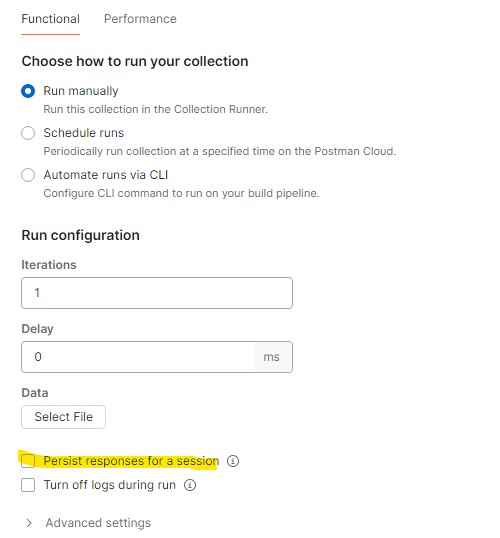 Functional Performance
Choose how to run your collection
Run manually
Run this collection in the Collection Runner.
Schedule runs
Periodically run collection at a specified time on the Postman Cloud.
Automate runs via CLI
Configure CLI command to run on your build pipeline.
Run configuration
Iterations
1
Delay
0 ms
Data
Select File
Persist responses for a session
Turn off logs during run
Advanced settings